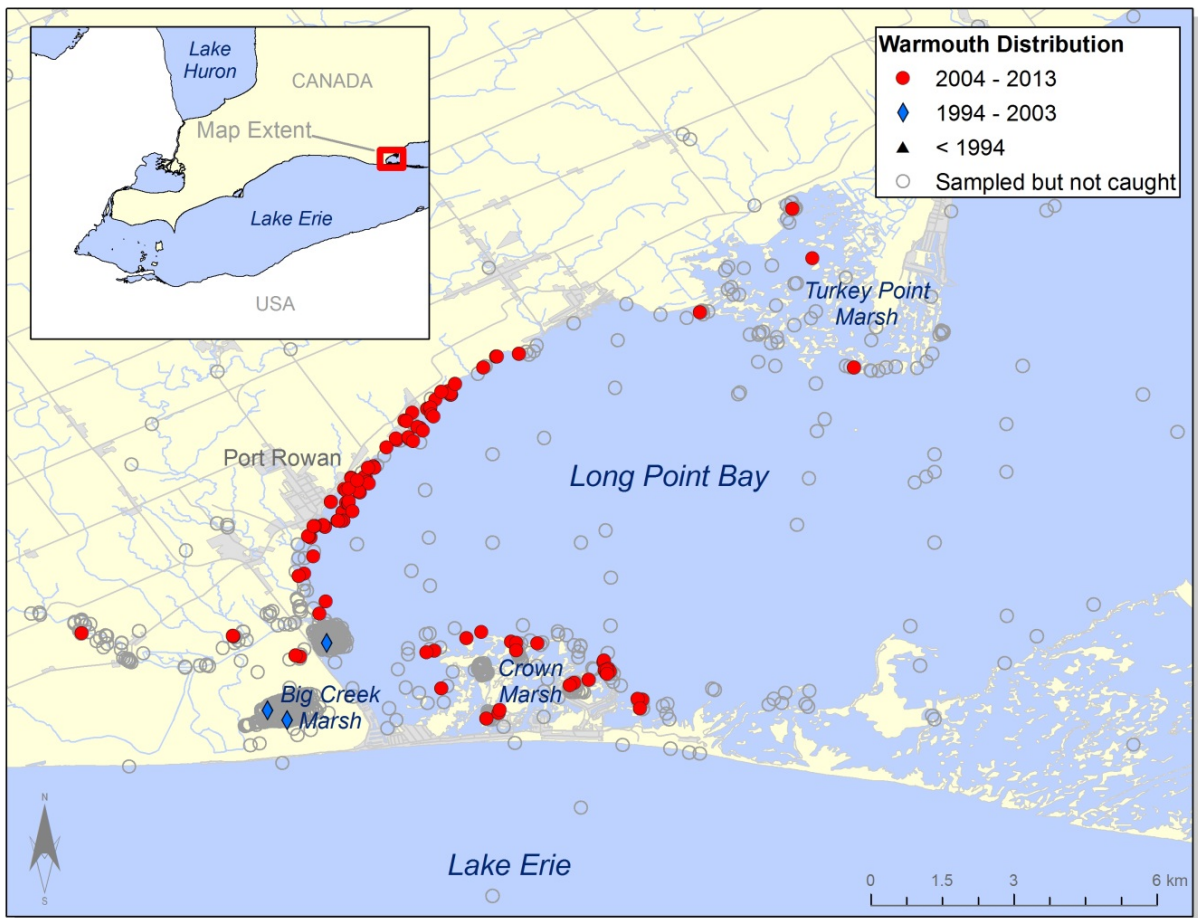 Lake
Huron
CANADA
Map Extent
Lake Erie
USA
Warmouth Distribution
2004 - 2013
1994 - 2003
< 1994
Sampled but not caught
Turkey Point
Marsh
Port Rowan
Long Point Bay
Crown
Marsh
Big Creek
Marsh
Lake Erie
N
S
0 1.5 3 6 km